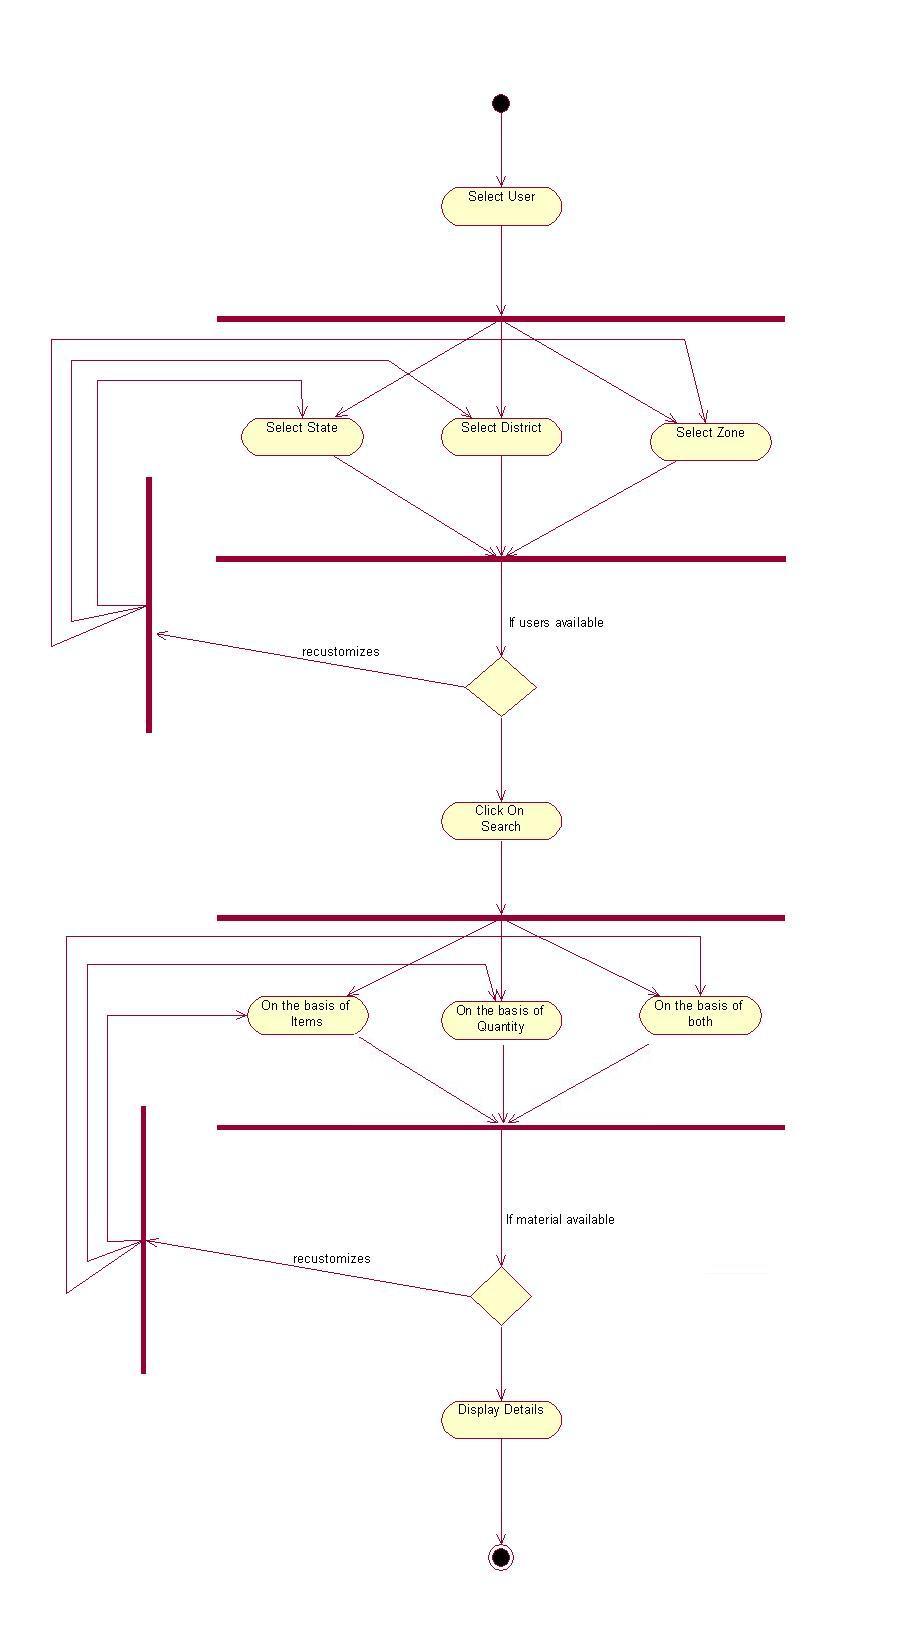 Select User
Select State
Select District
Select Zone
If users available
recustomizes
Click On
Search
On the basis of
Items
On the basis of
Quantity
On the basis of
both
If material available
recustomizes
Display Details